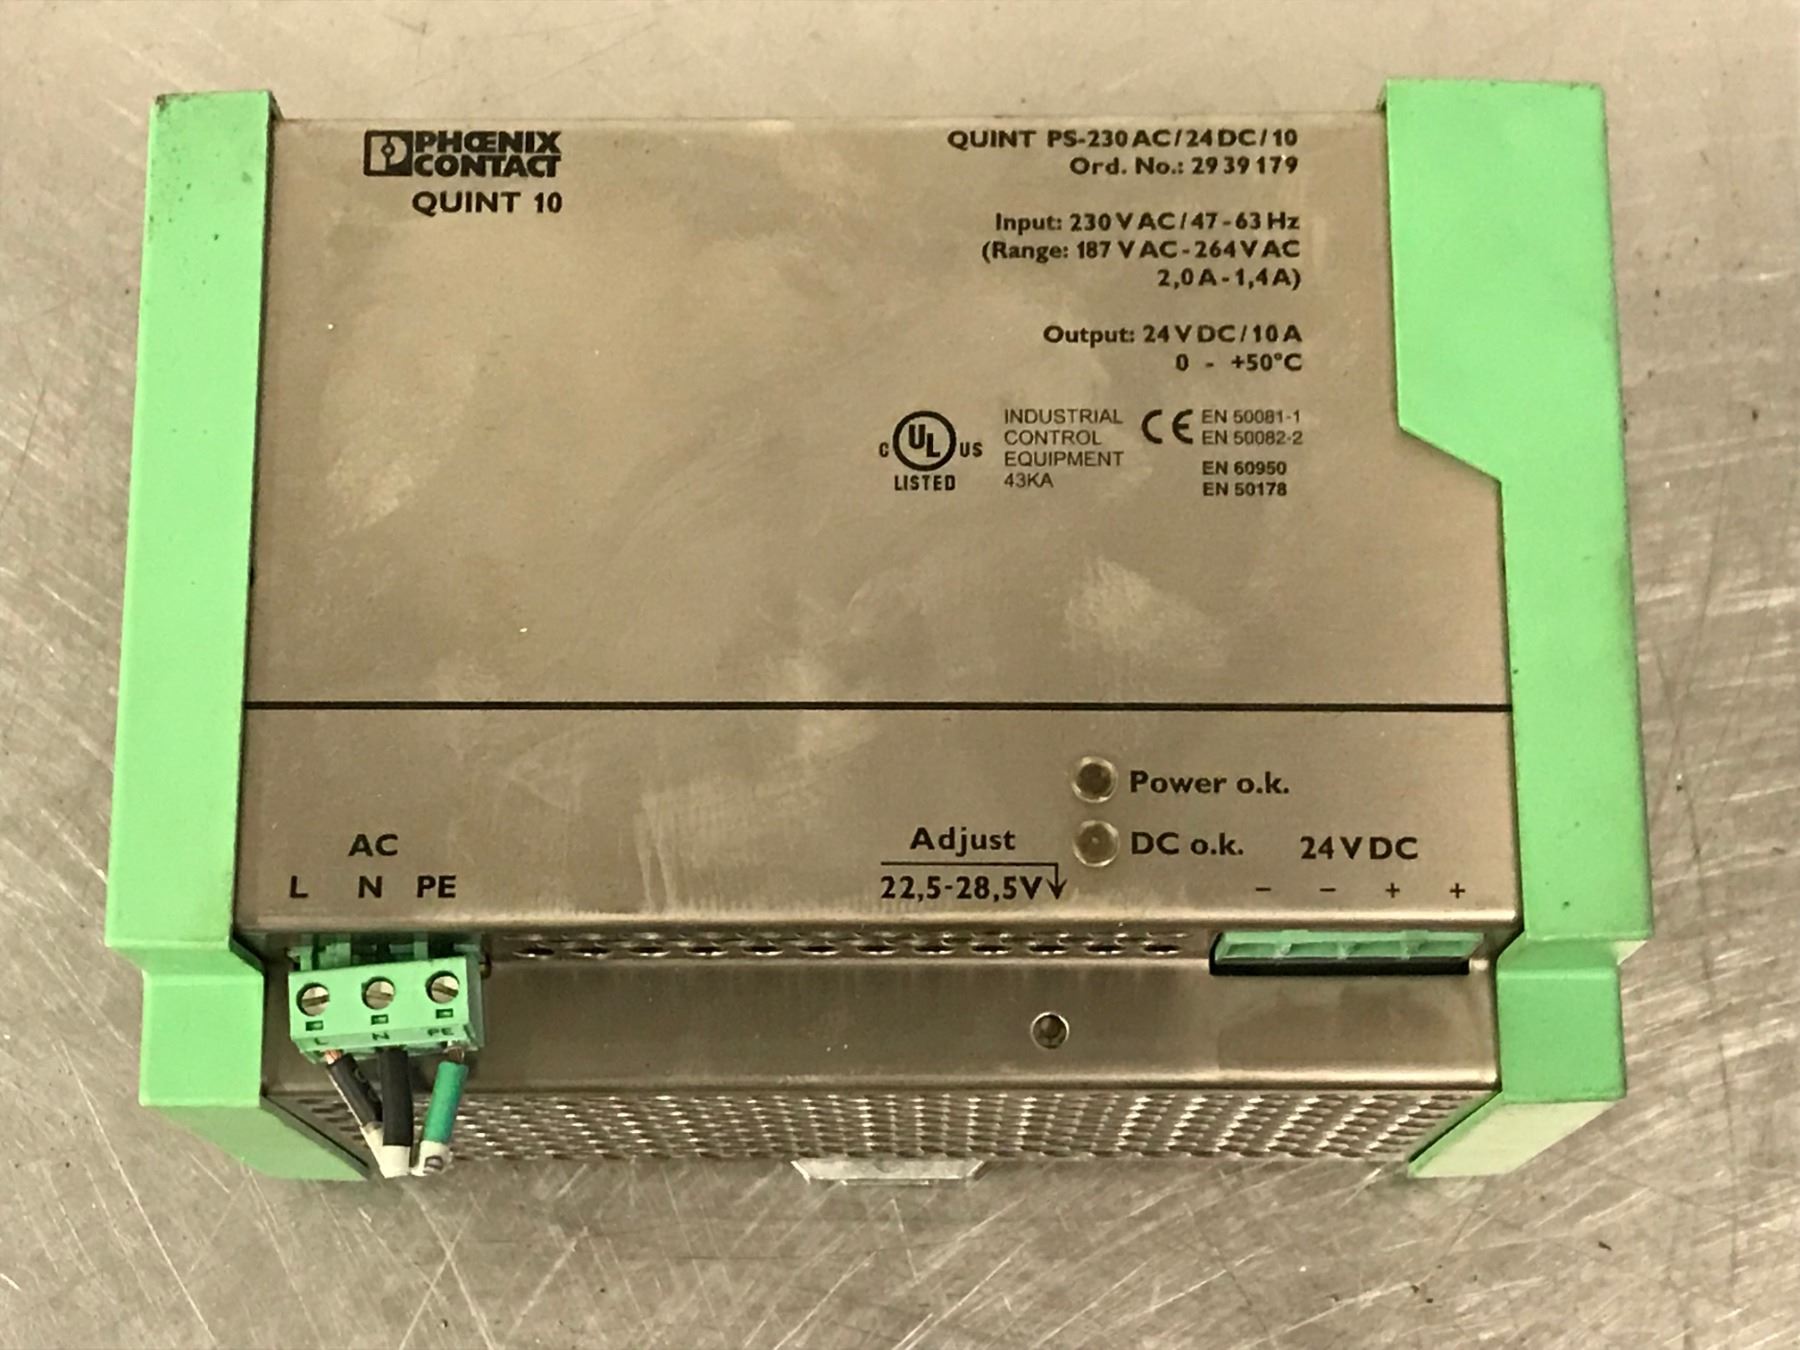 PHŒNIX
CONTACT
QUINT 10
QUINT PS-230AC/24DC/10
Ord. No.: 2939179
Input: 230VAC/47-63Hz
(Range: 187VAC-264VAC
2,0A-1,4A)
Output: 24VDC/10A
0 - +50°C
C UL US
LISTED
INDUSTRIAL
CONTROL
EQUIPMENT
43KA
CE
EN 50081-1
EN 50082-2
EN 60950
EN 50178
Power o.k.
DC o.k.
Adjust
22,5-28,5V
24VDC
- - + +
AC
L N PE
L N PE